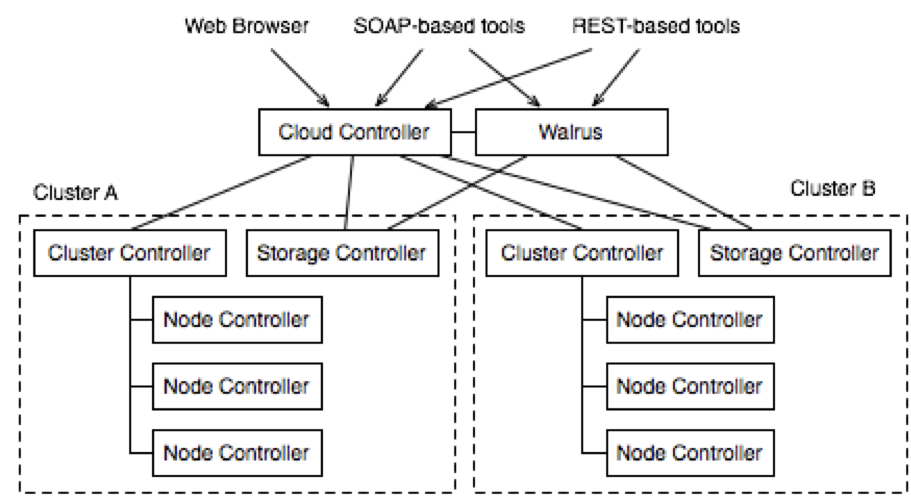 Web Browser
SOAP-based tools
REST-based tools
Cloud Controller
Walrus
Cluster A
Cluster B
Cluster Controller
Storage Controller
Cluster Controller
Storage Controller
Node Controller
Node Controller
Node Controller
Node Controller
Node Controller
Node Controller